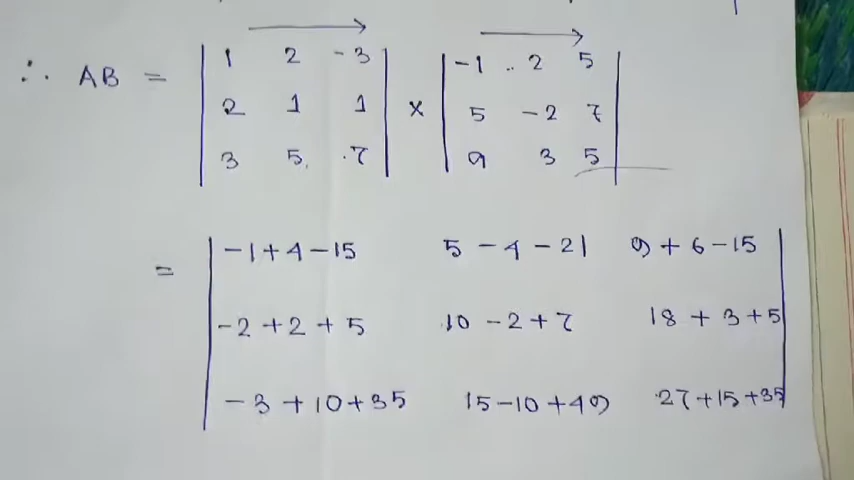 ∴ AB = | 1 2 -3 | × | -1 2 5 |
| 2 1 1 | | 5 -2 7 |
| 3 5 7 | | 9 3 5 |
= | -1+4-15 5-4-21 9+6-15 |
| -2+2+5 10-2+7 18+3+5 |
| -3+10+35 15-10+49 27+15+35 |